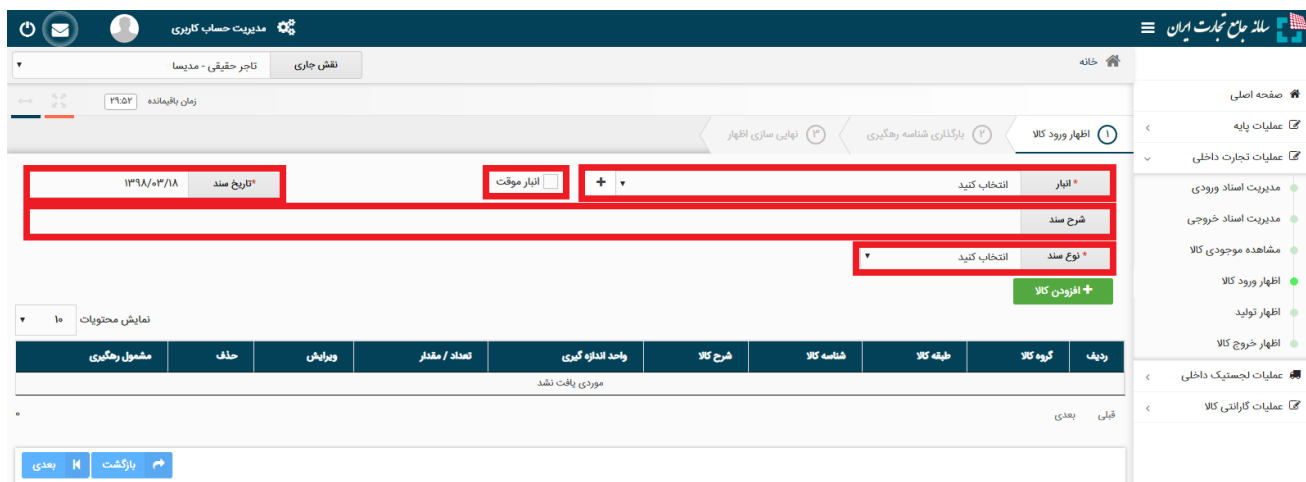 سامانه جامع تجارت ایران
مدیریت حساب کاربری
خانه
نقش جاری
تاجر حقیقی - مدیسا
زمان باقیمانده ۲۹:۵۲
صفحه اصلی
عملیات پایه
عملیات تجارت داخلی
مدیریت اسناد ورودی
مدیریت اسناد خروجی
مشاهده موجودی کالا
اظهار ورود کالا
اظهار تولید
اظهار خروج کالا
عملیات لجستیک داخلی
عملیات گارانتی کالا
۱ اظهار ورود کالا
۲ بارگذاری شناسه رهگیری
۳ نهایی سازی اظهار
* انبار انتخاب کنید +
انبار موقت
*تاریخ سند ۱۳۹۸/۰۳/۱۸
شرح سند
* نوع سند انتخاب کنید
+ افزودن کالا
نمایش محتویات ۱۰
ردیف گروه کالا طبقه کالا شناسه کالا شرح کالا واحد اندازه گیری تعداد / مقدار ویرایش حذف مشمول رهگیری
موردی یافت نشد
قبلی بعدی ۰
بازگشت بعدی